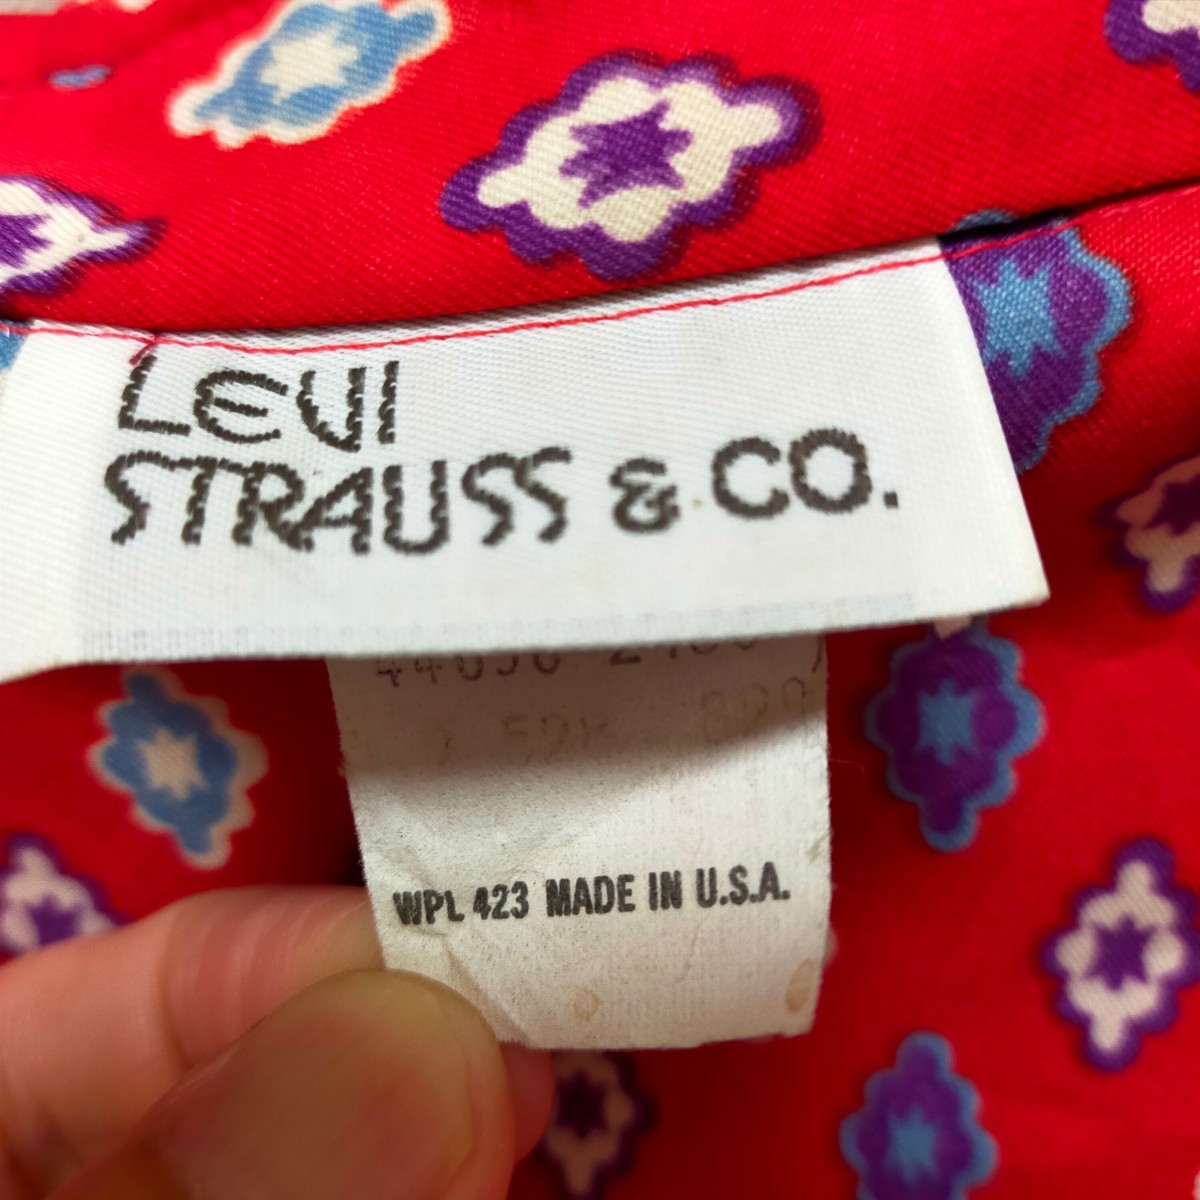 LEVI
STRAUSS & CO.
WPL 423 MADE IN U.S.A.